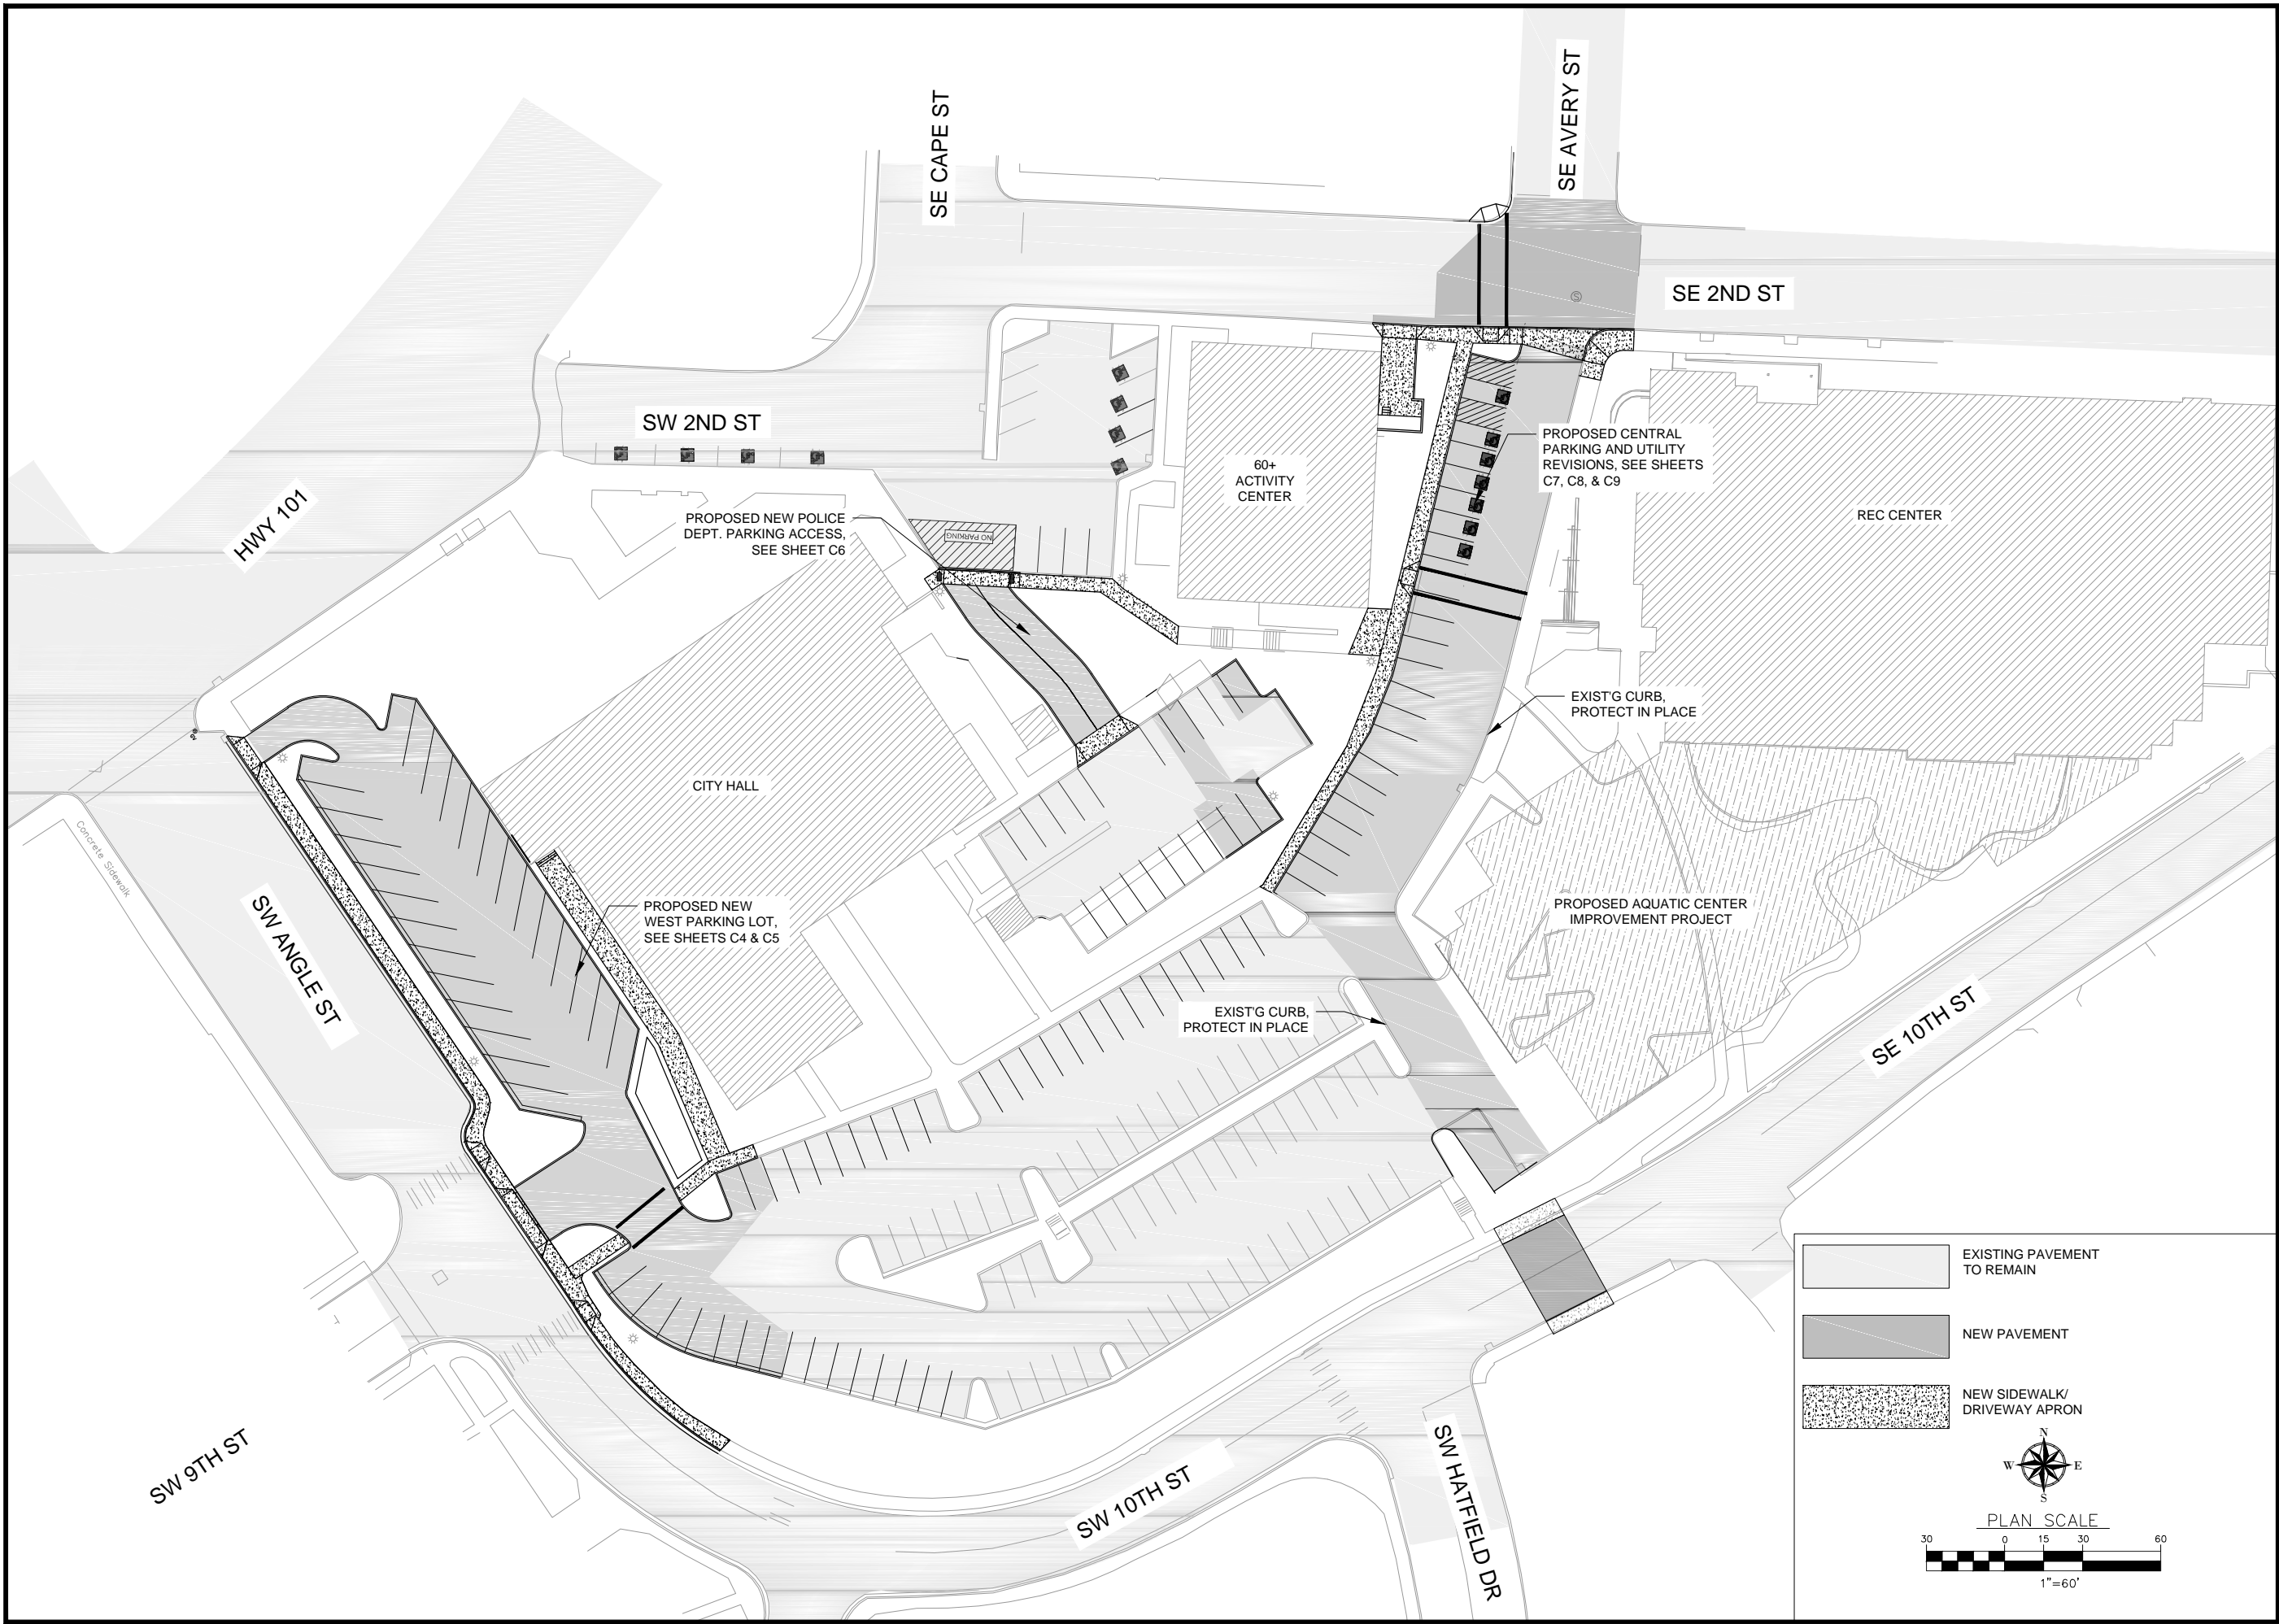 SE AVERY ST
SE CAPE ST
SE 2ND ST
SW 2ND ST
HWY 101
PROPOSED NEW POLICE
DEPT. PARKING ACCESS,
SEE SHEET C6
NO PARKING
60+
ACTIVITY
CENTER
PROPOSED CENTRAL
PARKING AND UTILITY
REVISIONS, SEE SHEETS
C7, C8, & C9
REC CENTER
EXIST'G CURB,
PROTECT IN PLACE
CITY HALL
Concrete Sidewalk
SW ANGLE ST
PROPOSED NEW
WEST PARKING LOT,
SEE SHEETS C4 & C5
PROPOSED AQUATIC CENTER
IMPROVEMENT PROJECT
EXIST'G CURB,
PROTECT IN PLACE
SE 10TH ST
SW 9TH ST
SW 10TH ST
SW HATFIELD DR
EXISTING PAVEMENT
TO REMAIN
NEW PAVEMENT
NEW SIDEWALK/
DRIVEWAY APRON
N
W E
S
PLAN SCALE
30 0 15 30 60
1"=60'